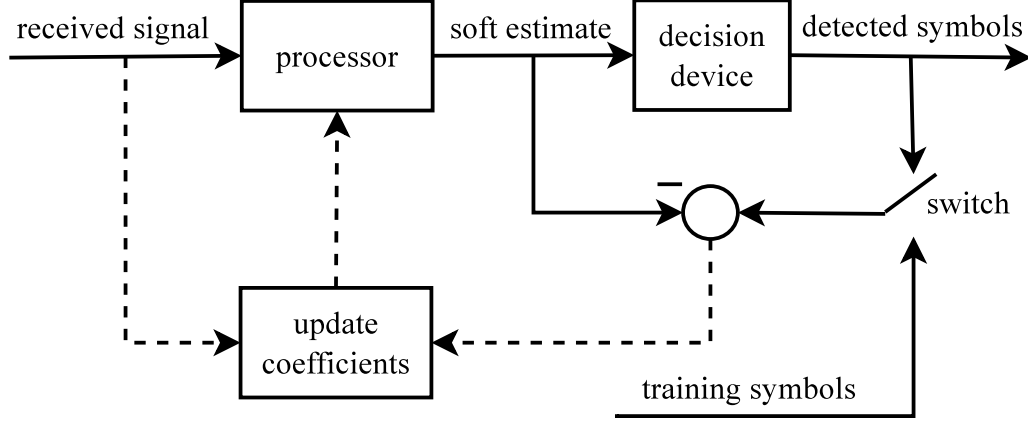 received signal
processor
soft estimate
decision
device
detected symbols
−
switch
update
coefficients
training symbols